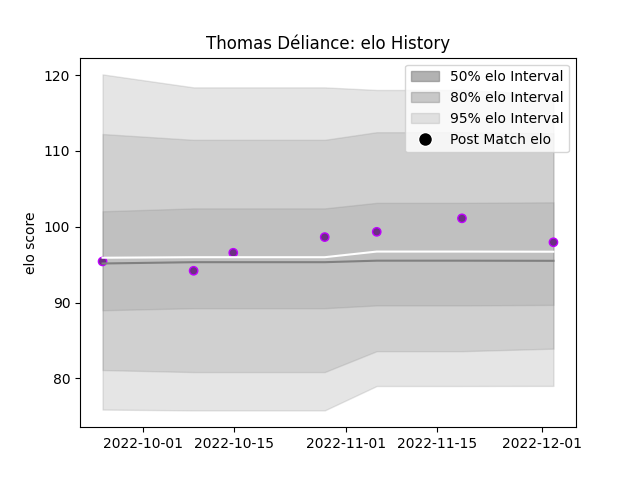 Thomas Déliance: elo History
120
110
100
90
80
elo score
50% elo Interval
80% elo Interval
95% elo Interval
Post Match elo
2022-10-01 2022-10-15 2022-11-01 2022-11-15 2022-12-01